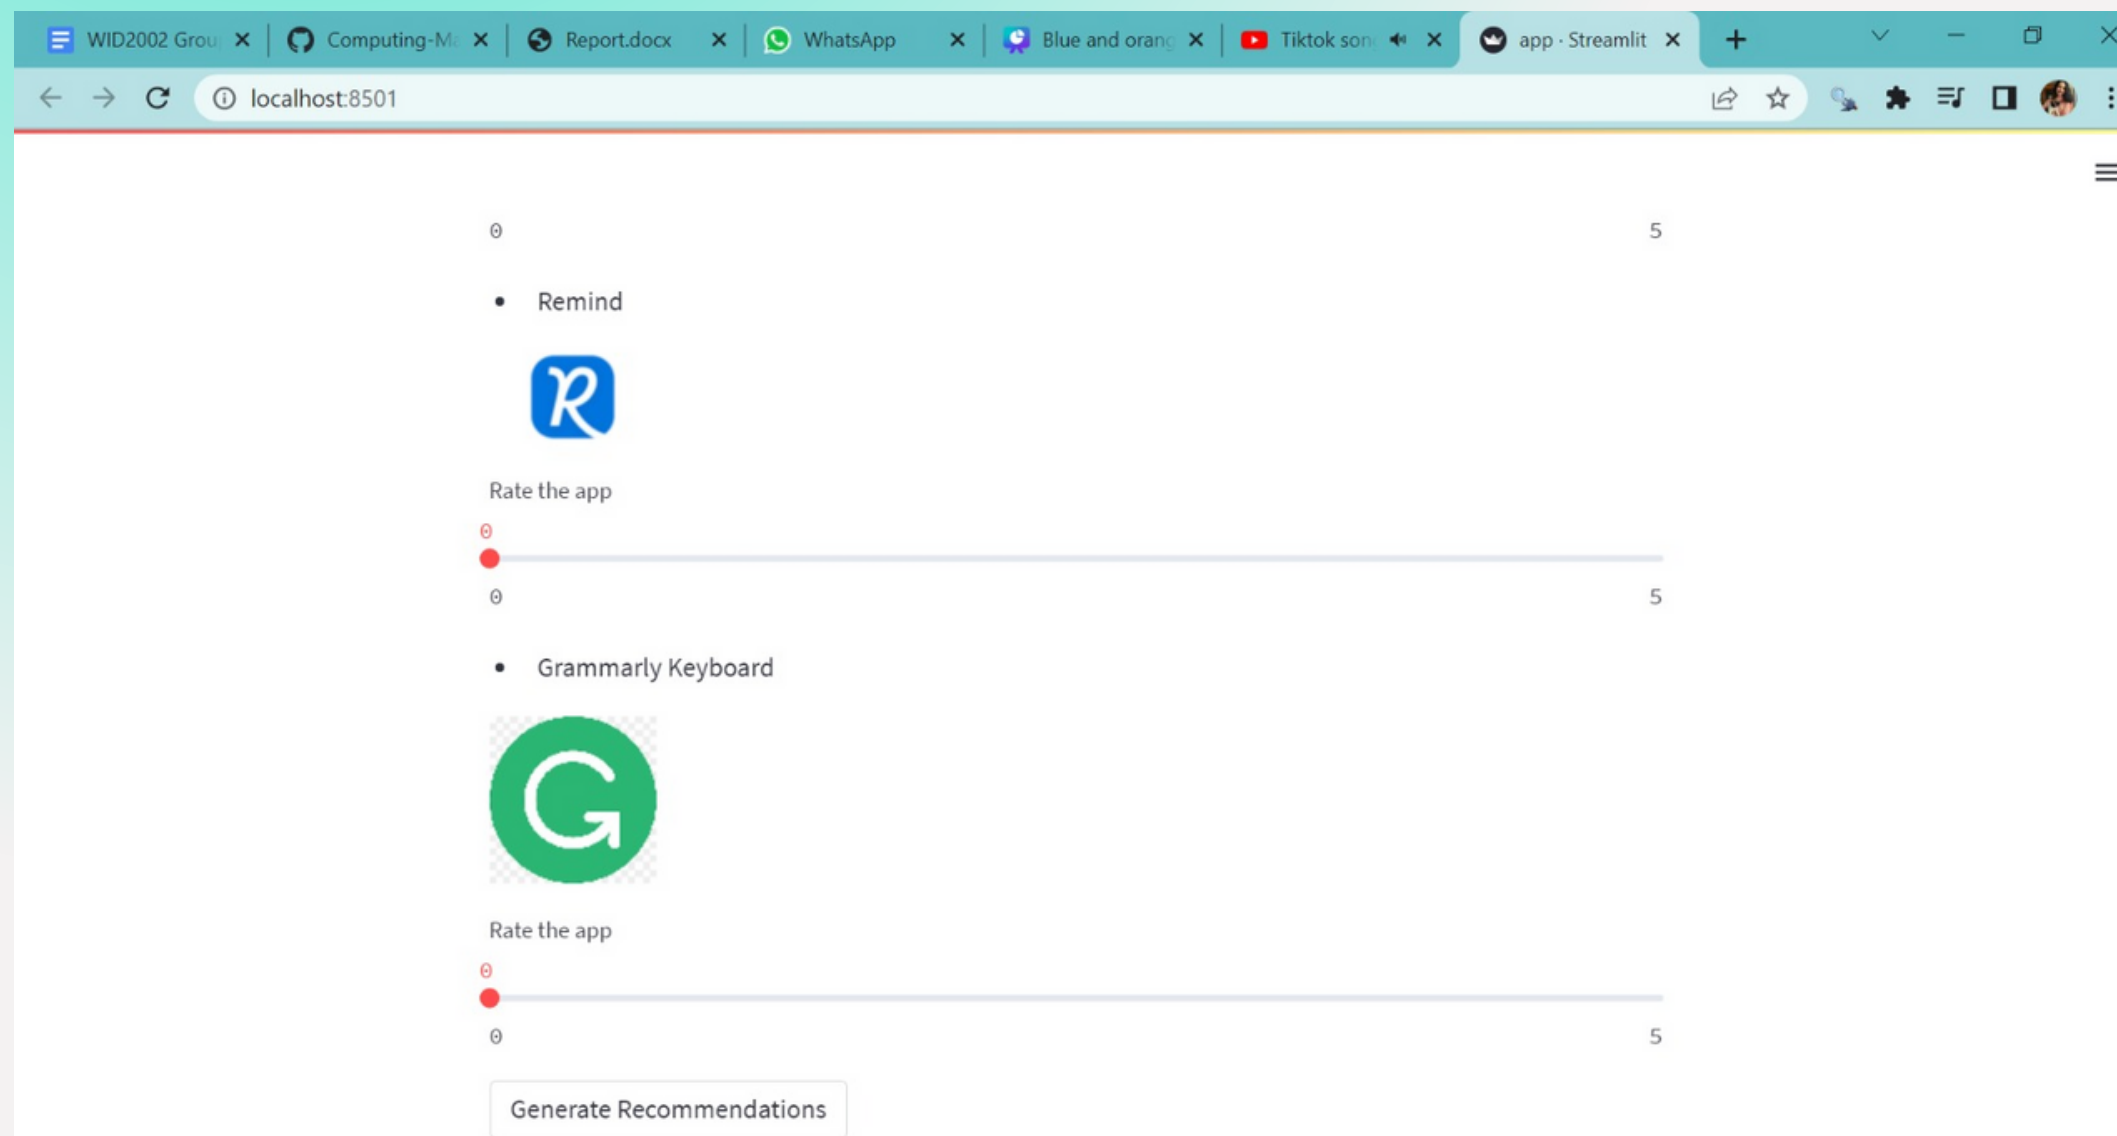 WID2002 Grou
Computing-Ma
Report.docx
WhatsApp
Blue and orang
Tiktok son
app · Streamlit
localhost:8501
0 5
• Remind
R
Rate the app
0
0 5
• Grammarly Keyboard
G
Rate the app
0
0 5
Generate Recommendations